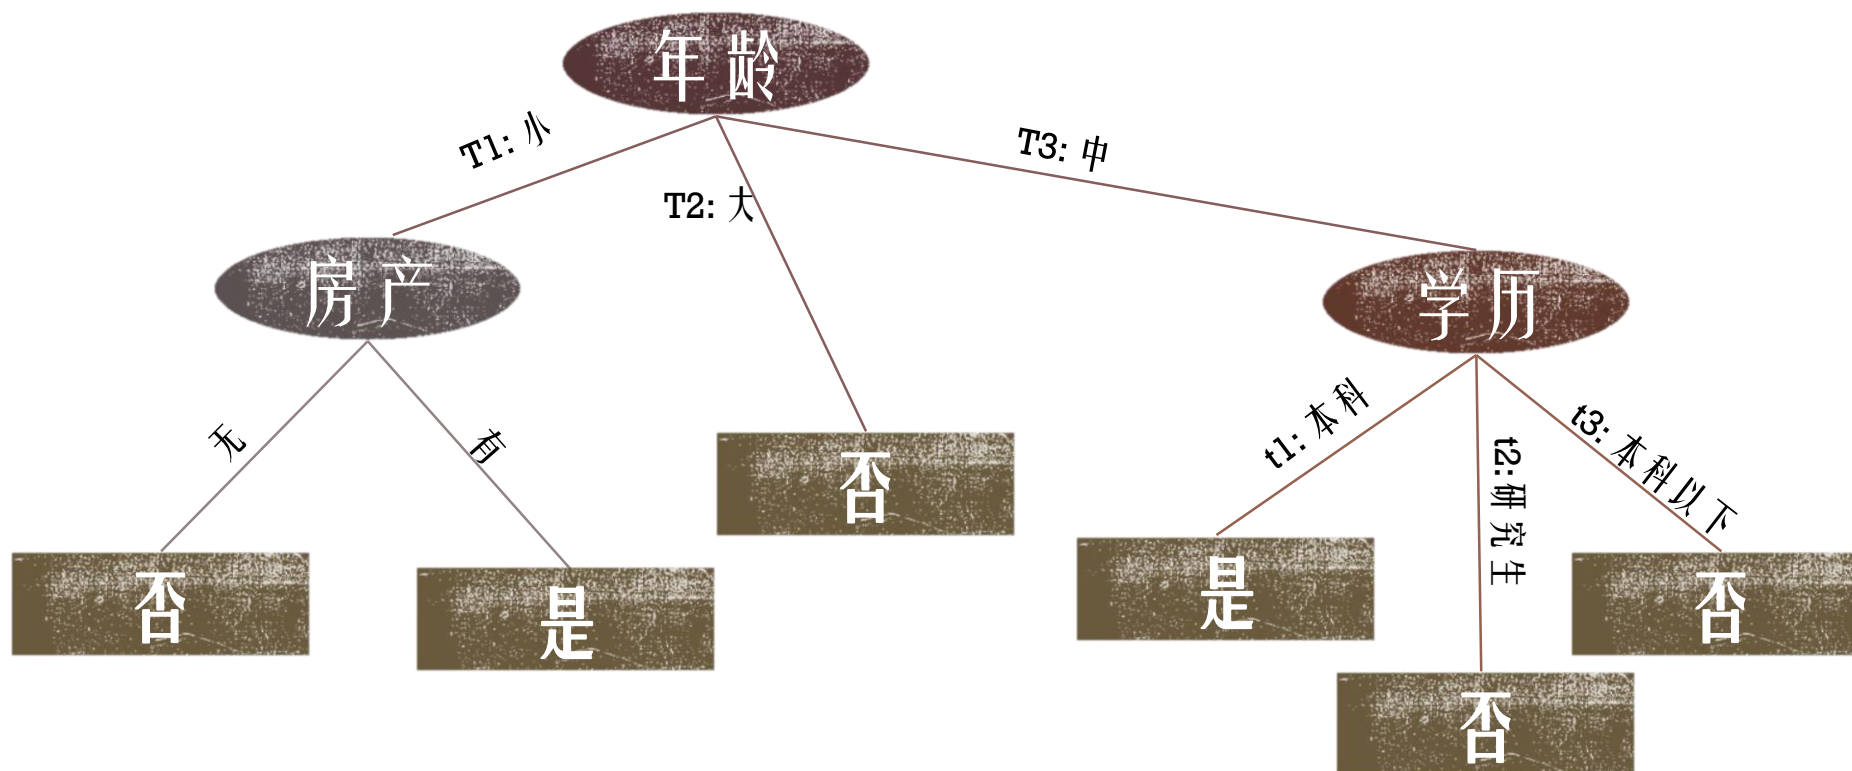 年龄
T1: 小
T2: 大
T3: 中
房产
学历
无
有
t1: 本科
t2:研究生
t3: 本科以下
否
是
否
是
否
否